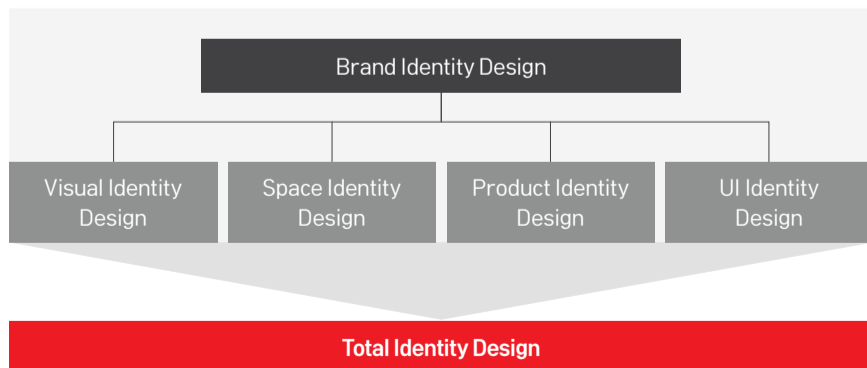 Brand Identity Design
Visual Identity
Design
Space Identity
Design
Product Identity
Design
UI Identity
Design
Total Identity Design